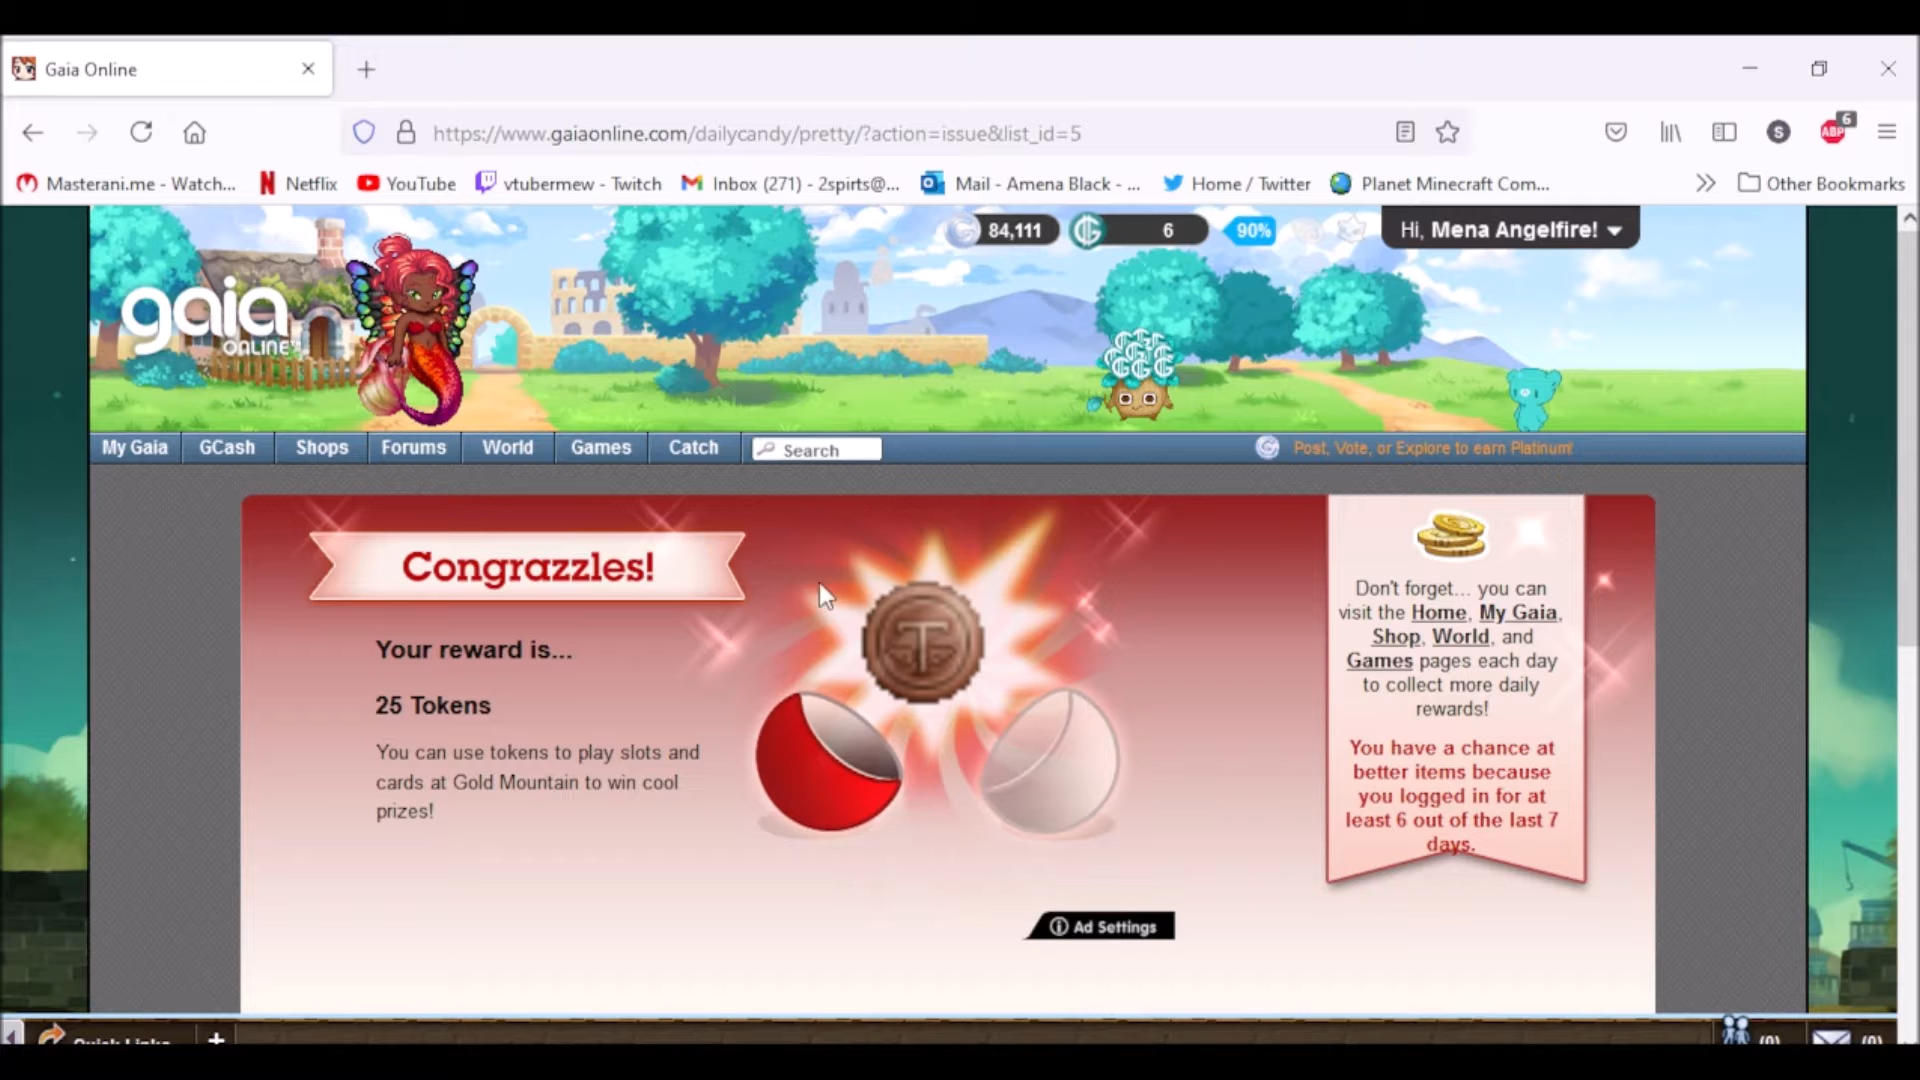 Gaia Online
https://www.gaiaonline.com/dailycandy/pretty/?action=issue&list_id=5
S
ABP
6
Masterani.me - Watch...
Netflix
YouTube
vtubermew - Twitch
Inbox (271) - 2spirts@...
Mail - Amena Black - ...
Home / Twitter
Planet Minecraft Com...
Other Bookmarks
84,111
6
90%
Hi, Mena Angelfire!
gaia
ONLINE
My Gaia
GCash
Shops
Forums
World
Games
Catch
Search
Post, Vote, or Explore to earn Platinum!
Congrazzles!
Your reward is...
25 Tokens
You can use tokens to play slots and
cards at Gold Mountain to win cool
prizes!
T
Don't forget... you can
visit the Home, My Gaia,
Shop, World, and
Games pages each day
to collect more daily
rewards!
You have a chance at
better items because
you logged in for at
least 6 out of the last 7
days.
Ad Settings
Quick Links
(0)
(0)